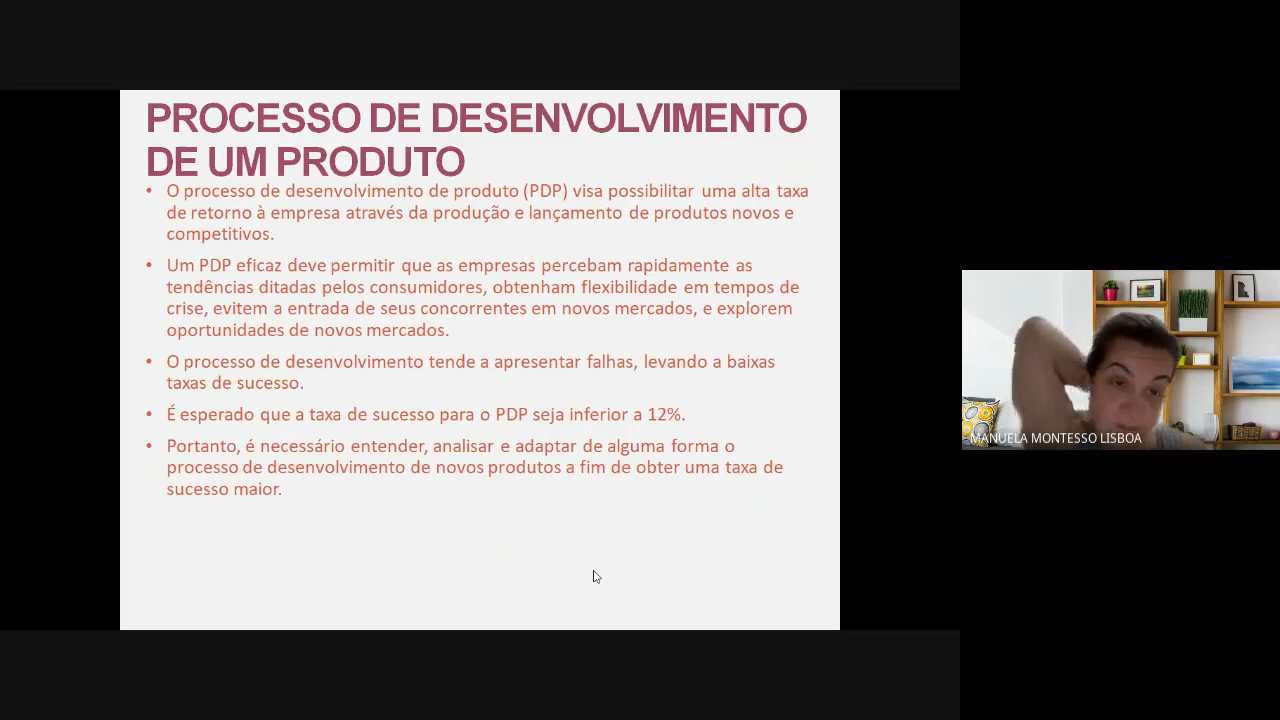 PROCESSO DE DESENVOLVIMENTO
DE UM PRODUTO
• O processo de desenvolvimento de produto (PDP) visa possibilitar uma alta taxa
de retorno à empresa através da produção e lançamento de produtos novos e
competitivos.
• Um PDP eficaz deve permitir que as empresas percebam rapidamente as
tendências ditadas pelos consumidores, obtenham flexibilidade em tempos de
crise, evitem a entrada de seus concorrentes em novos mercados, e explorem
oportunidades de novos mercados.
• O processo de desenvolvimento tende a apresentar falhas, levando a baixas
taxas de sucesso.
• É esperado que a taxa de sucesso para o PDP seja inferior a 12%.
• Portanto, é necessário entender, analisar e adaptar de alguma forma o
processo de desenvolvimento de novos produtos a fim de obter uma taxa de
sucesso maior.
MANUELA MONTESSO LISBOA